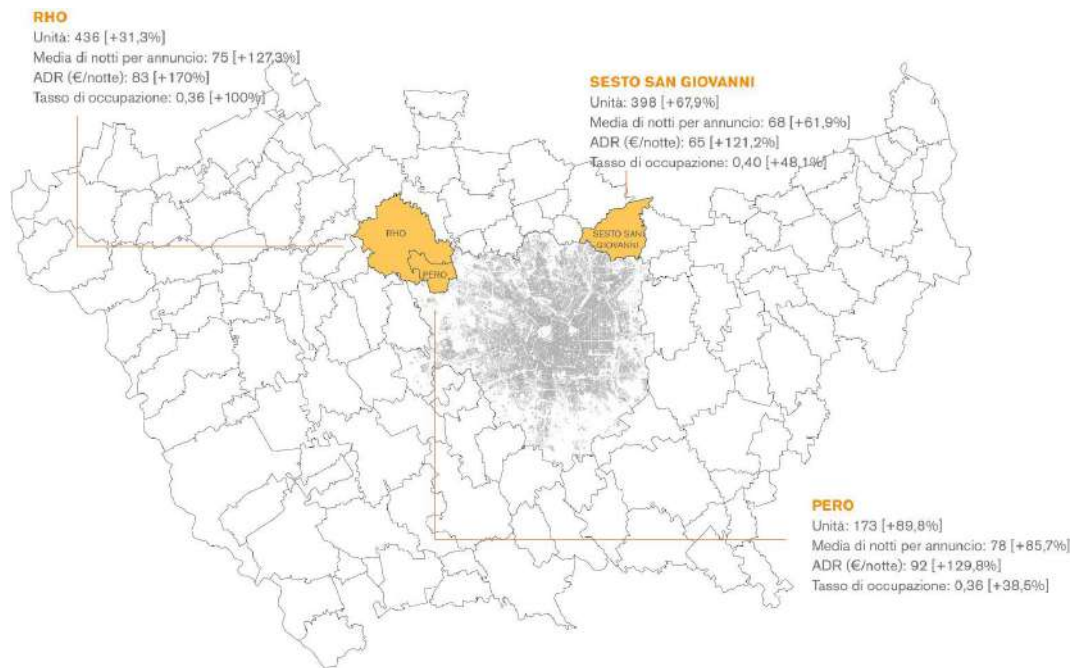 RHO
Unità: 436 [+31,3%]
Media di notti per annuncio: 75 [+127,3%]
ADR (€/notte): 83 [+170%]
Tasso di occupazione: 0,36 [+100%]
SESTO SAN GIOVANNI
Unità: 398 [+67,9%]
Media di notti per annuncio: 68 [+61,9%]
ADR (€/notte): 65 [+121,2%]
Tasso di occupazione: 0,40 [+48,1%]
RHO
SESTO SAN
GIOVANNI
PERO
PERO
Unità: 173 [+89,8%]
Media di notti per annuncio: 78 [+85,7%]
ADR (€/notte): 92 [+129,8%]
Tasso di occupazione: 0,36 [+38,5%]